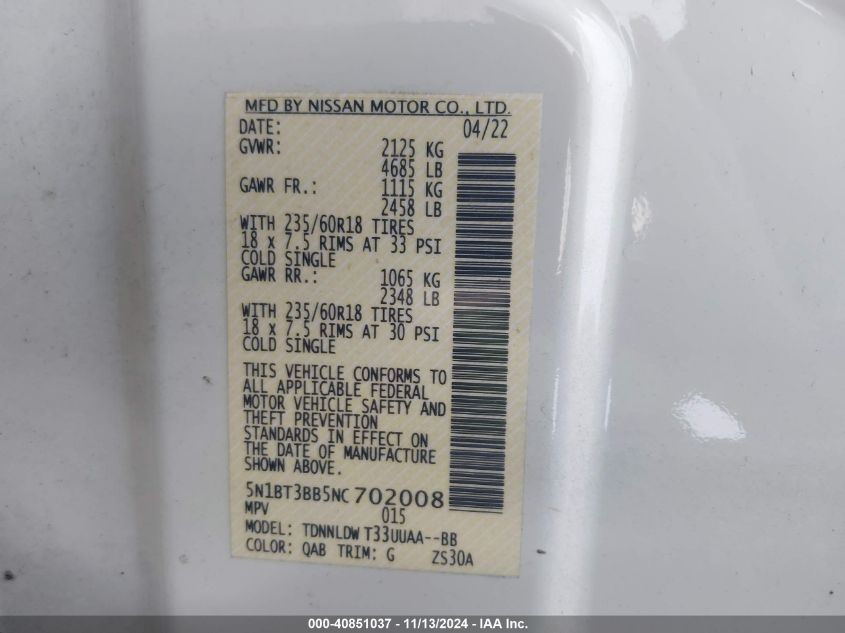 MFD BY NISSAN MOTOR CO., LTD.
DATE: 04/22
GVWR: 2125 KG
4685 LB
GAWR FR.: 1115 KG
2458 LB
WITH 235/60R18 TIRES
18 x 7.5 RIMS AT 33 PSI
COLD SINGLE
GAWR RR.: 1065 KG
2348 LB
WITH 235/60R18 TIRES
18 x 7.5 RIMS AT 30 PSI
COLD SINGLE
THIS VEHICLE CONFORMS TO
ALL APPLICABLE FEDERAL
MOTOR VEHICLE SAFETY AND
THEFT PREVENTION
STANDARDS IN EFFECT ON
THE DATE OF MANUFACTURE
SHOWN ABOVE.
5N1BT3BB5NC702008
MPV 015
MODEL: TDNNLDW T33UUAA--BB
COLOR: QAB TRIM: G ZS30A
000-40851037 - 11/13/2024 - IAA Inc.